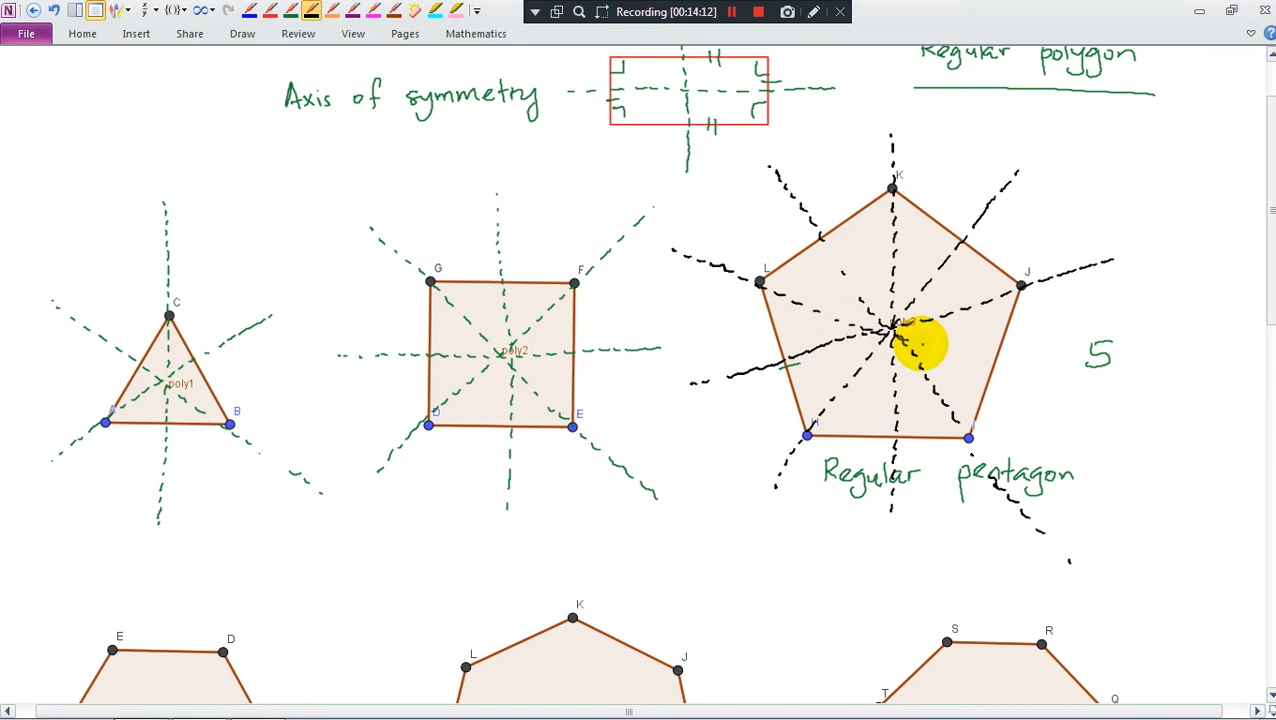 Recording [00:14:12]
File Home Insert Share Draw Review View Pages Mathematics
Regular polygon
Axis of symmetry
K
L J
poly3
H I
5
Regular pentagon
C
poly1
A B
G F
poly2
D E
E D
K
L J
S R
T Q